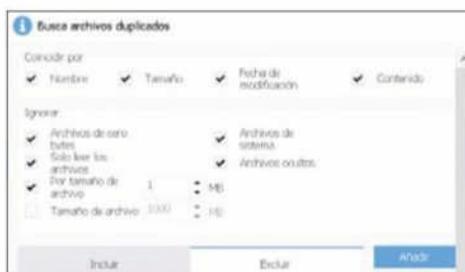 Busca archivos duplicados
Coincidir por
Nombre Tamaño Fecha de modificación Contenido
Ignorar
Archivos de cero bytes Archivos de sistema
Solo leer los archivos Archivos ocultos
Por tamaño de archivo 1 MB
Tamaño de archivo 1000 MB
Incluir Excluir Añadir